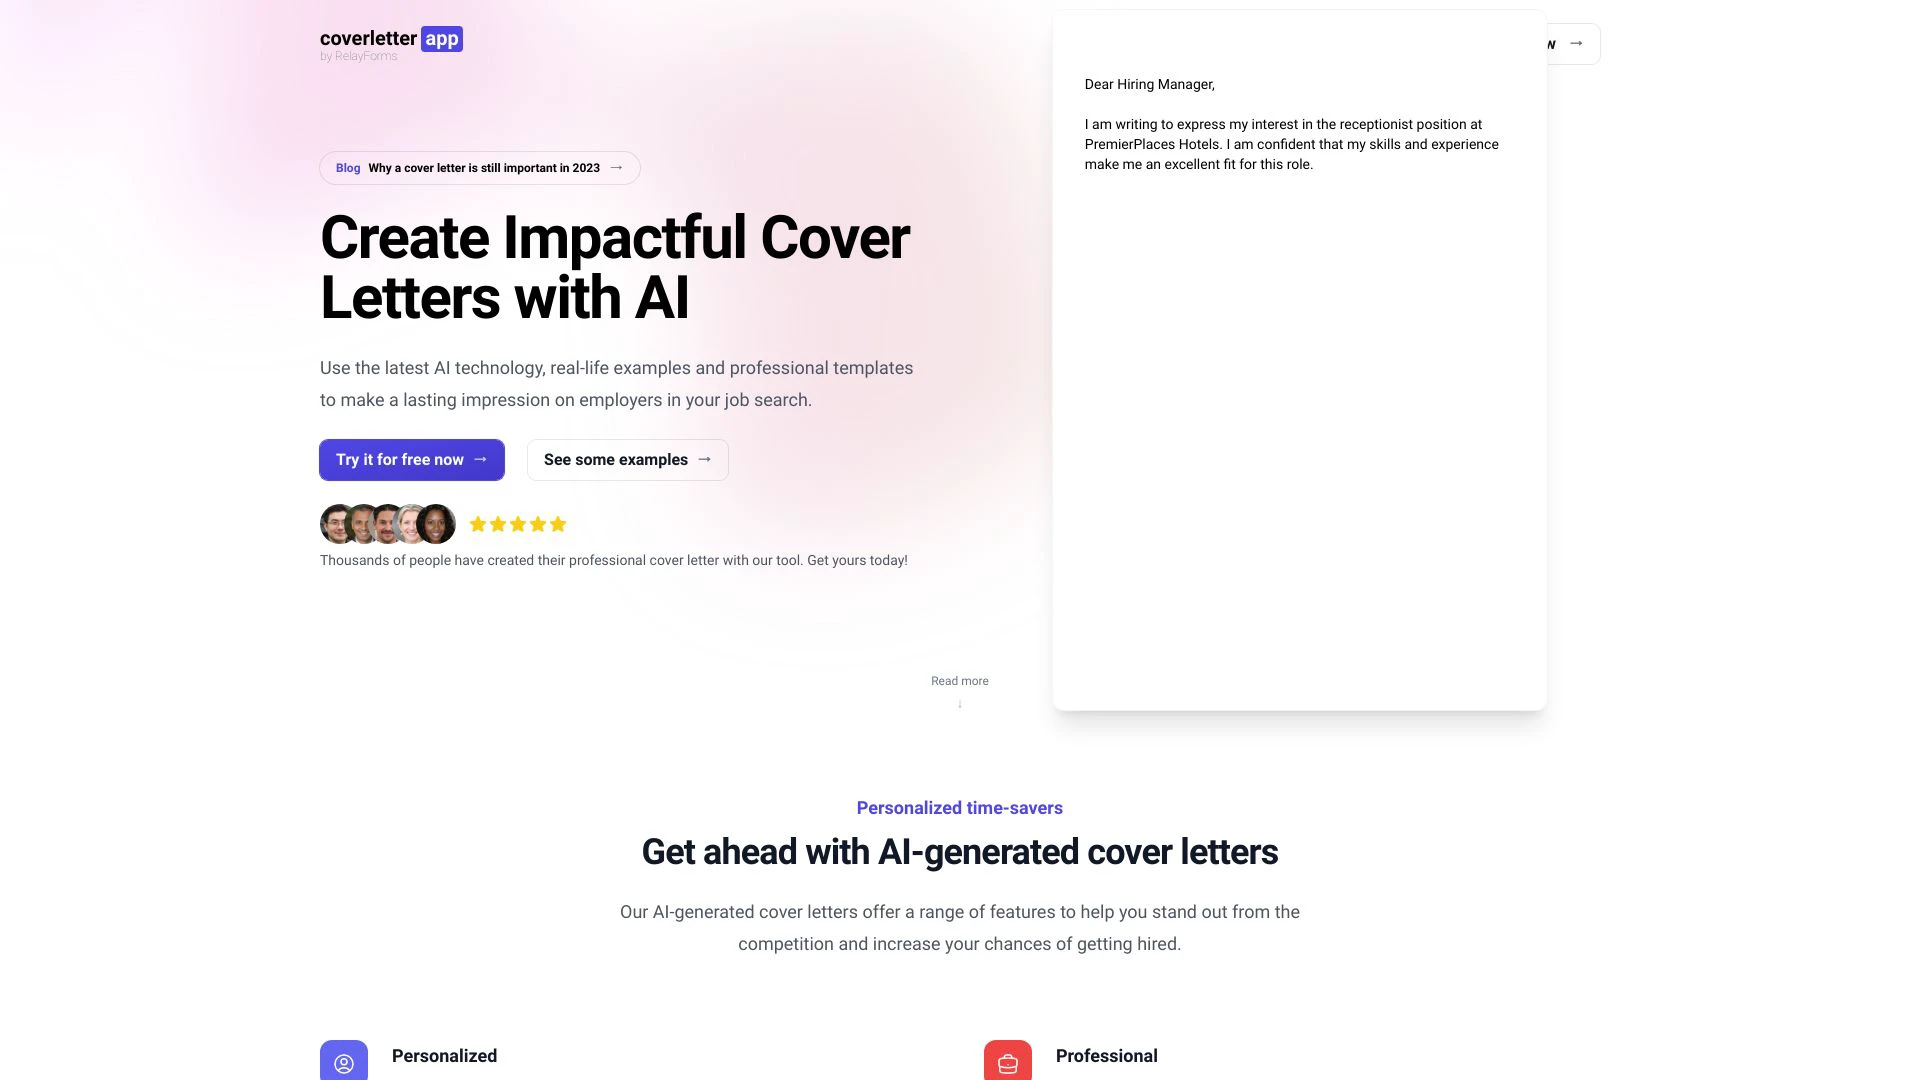 coverletter app
by RelayForms
w →
Blog Why a cover letter is still important in 2023 →
Create Impactful Cover
Letters with AI
Use the latest AI technology, real-life examples and professional templates
to make a lasting impression on employers in your job search.
Try it for free now →
See some examples →
Thousands of people have created their professional cover letter with our tool. Get yours today!
Dear Hiring Manager,
I am writing to express my interest in the receptionist position at
PremierPlaces Hotels. I am confident that my skills and experience
make me an excellent fit for this role.
Read more
↓
Personalized time-savers
Get ahead with AI-generated cover letters
Our AI-generated cover letters offer a range of features to help you stand out from the
competition and increase your chances of getting hired.
Personalized
Professional